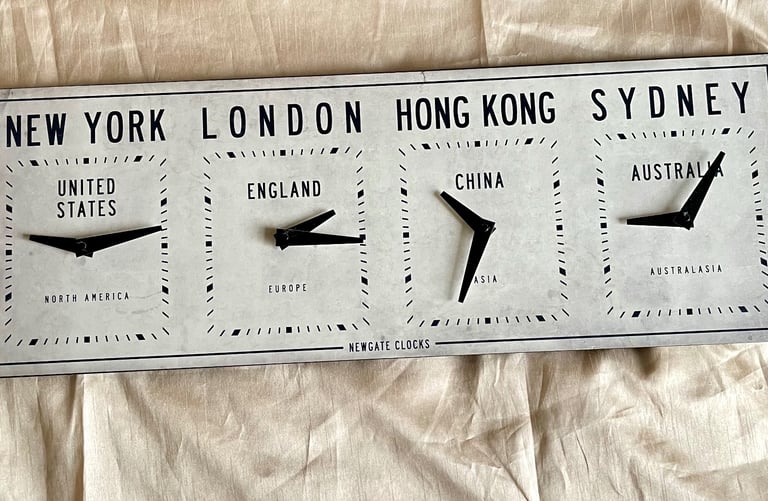 NEW YORK
LONDON
HONG KONG
SYDNEY
UNITED
STATES
NORTH AMERICA
ENGLAND
EUROPE
CHINA
ASIA
AUSTRALIA
AUSTRALASIA
NEWGATE CLOCKS